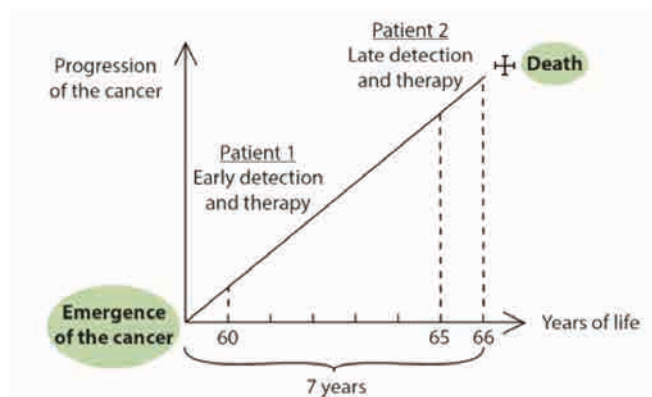 Patient 2
Late detection
and therapy
Death
Progression
of the cancer
Patient 1
Early detection
and therapy
Emergence
of the cancer
60
65
66
Years of life
7 years